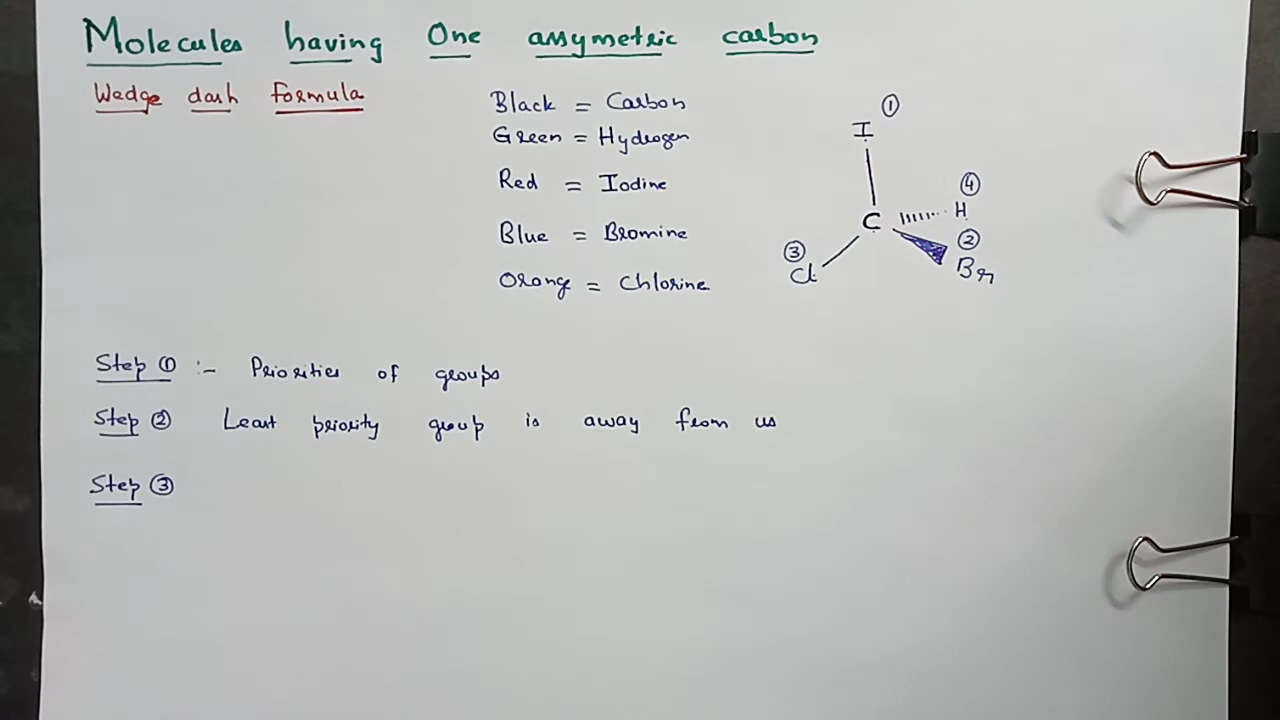 Molecules having One assymetric carbon
Wedge dash formula
Black = Carbon
Green = Hydrogen
Red = Iodine
Blue = Bromine
Orange = Chlorine
①
I
④
C H
③ ②
Cl Br
Step ① :- Priorities of groups
Step ② Least priority group is away from us
Step ③